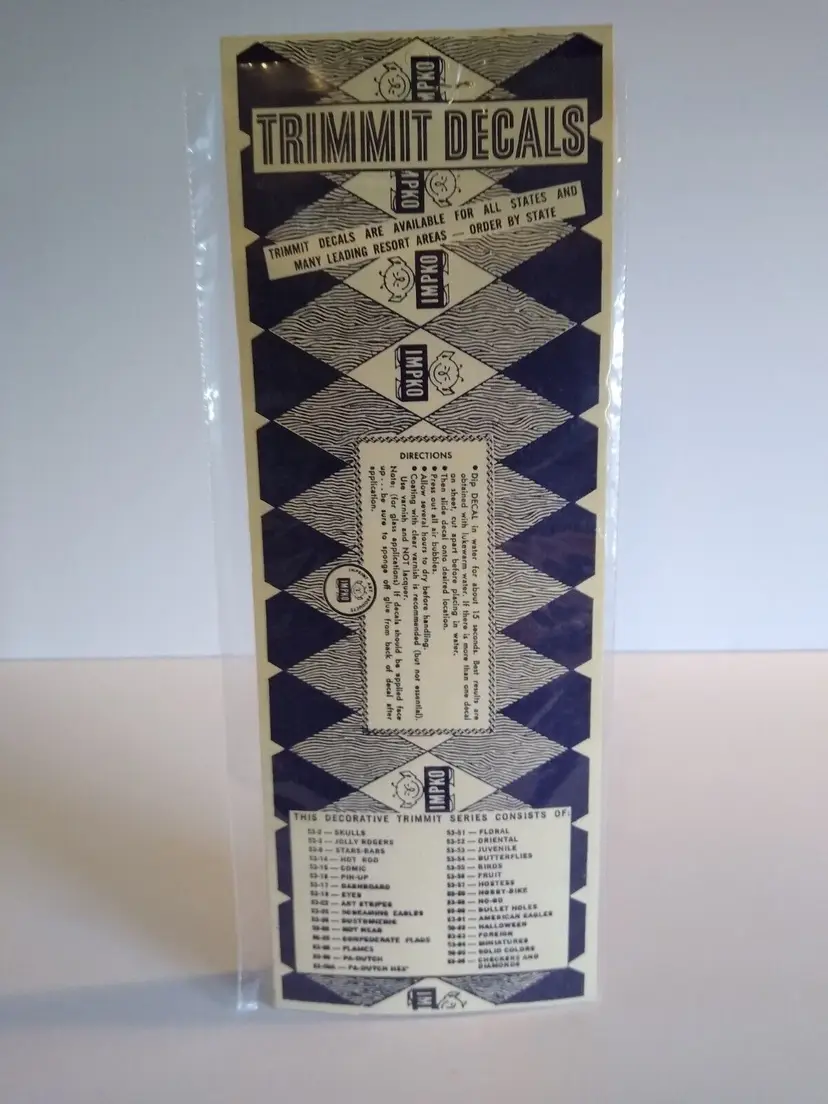 IMPKO
TRIMMIT DECALS
IMPKO
TRIMMIT DECALS ARE AVAILABLE FOR ALL STATES AND
MANY LEADING RESORT AREAS — ORDER BY STATE
IMPKO
IMPKO
DIRECTIONS
• Dip DECAL in water for about 15 seconds. Best results are
obtained with lukewarm water. If there is more than one decal
on sheet, cut apart before placing in water.
• Then slide decal onto desired location.
• Press out all air bubbles.
• Allow several hours to dry before handling.
• Coating with clear varnish is recommended (but not essential).
Use varnish and NOT lacquer.
Note: (for glass applications) If decals should be applied face
up . . . be sure to sponge off glue from back of decal after
application.
IMPKO
IMPKO
THIS DECORATIVE TRIMMIT SERIES CONSISTS OF:
SKULLS
JOLLY ROGERS
STARS-BARS
HOT ROD
COMIC
PIN-UP
DASHBOARD
EYES
ART STRIPES
SCREAMING EAGLES
CONFEDERATE FLAGS
FLAMES
PA-DUTCH
PA-DUTCH HEX
FLORAL
ORIENTAL
JUVENILE
BUTTERFLIES
BIRDS
FRUIT
HOSTESS
HOBBY-BIKE
HO-BO
BULLET HOLES
AMERICAN EAGLES
HALLOWEEN
FOREIGN
MINIATURES
SOLID COLORS
CHECKERS AND
DIAMONDS